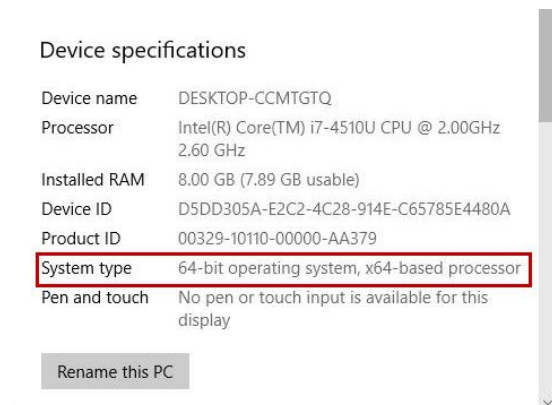 Device specifications
Device name DESKTOP-CCMTGTQ
Processor Intel(R) Core(TM) i7-4510U CPU @ 2.00GHz
2.60 GHz
Installed RAM 8.00 GB (7.89 GB usable)
Device ID D5DD305A-E2C2-4C28-914E-C65785E4480A
Product ID 00329-10110-00000-AA379
System type 64-bit operating system, x64-based processor
Pen and touch No pen or touch input is available for this
display
Rename this PC